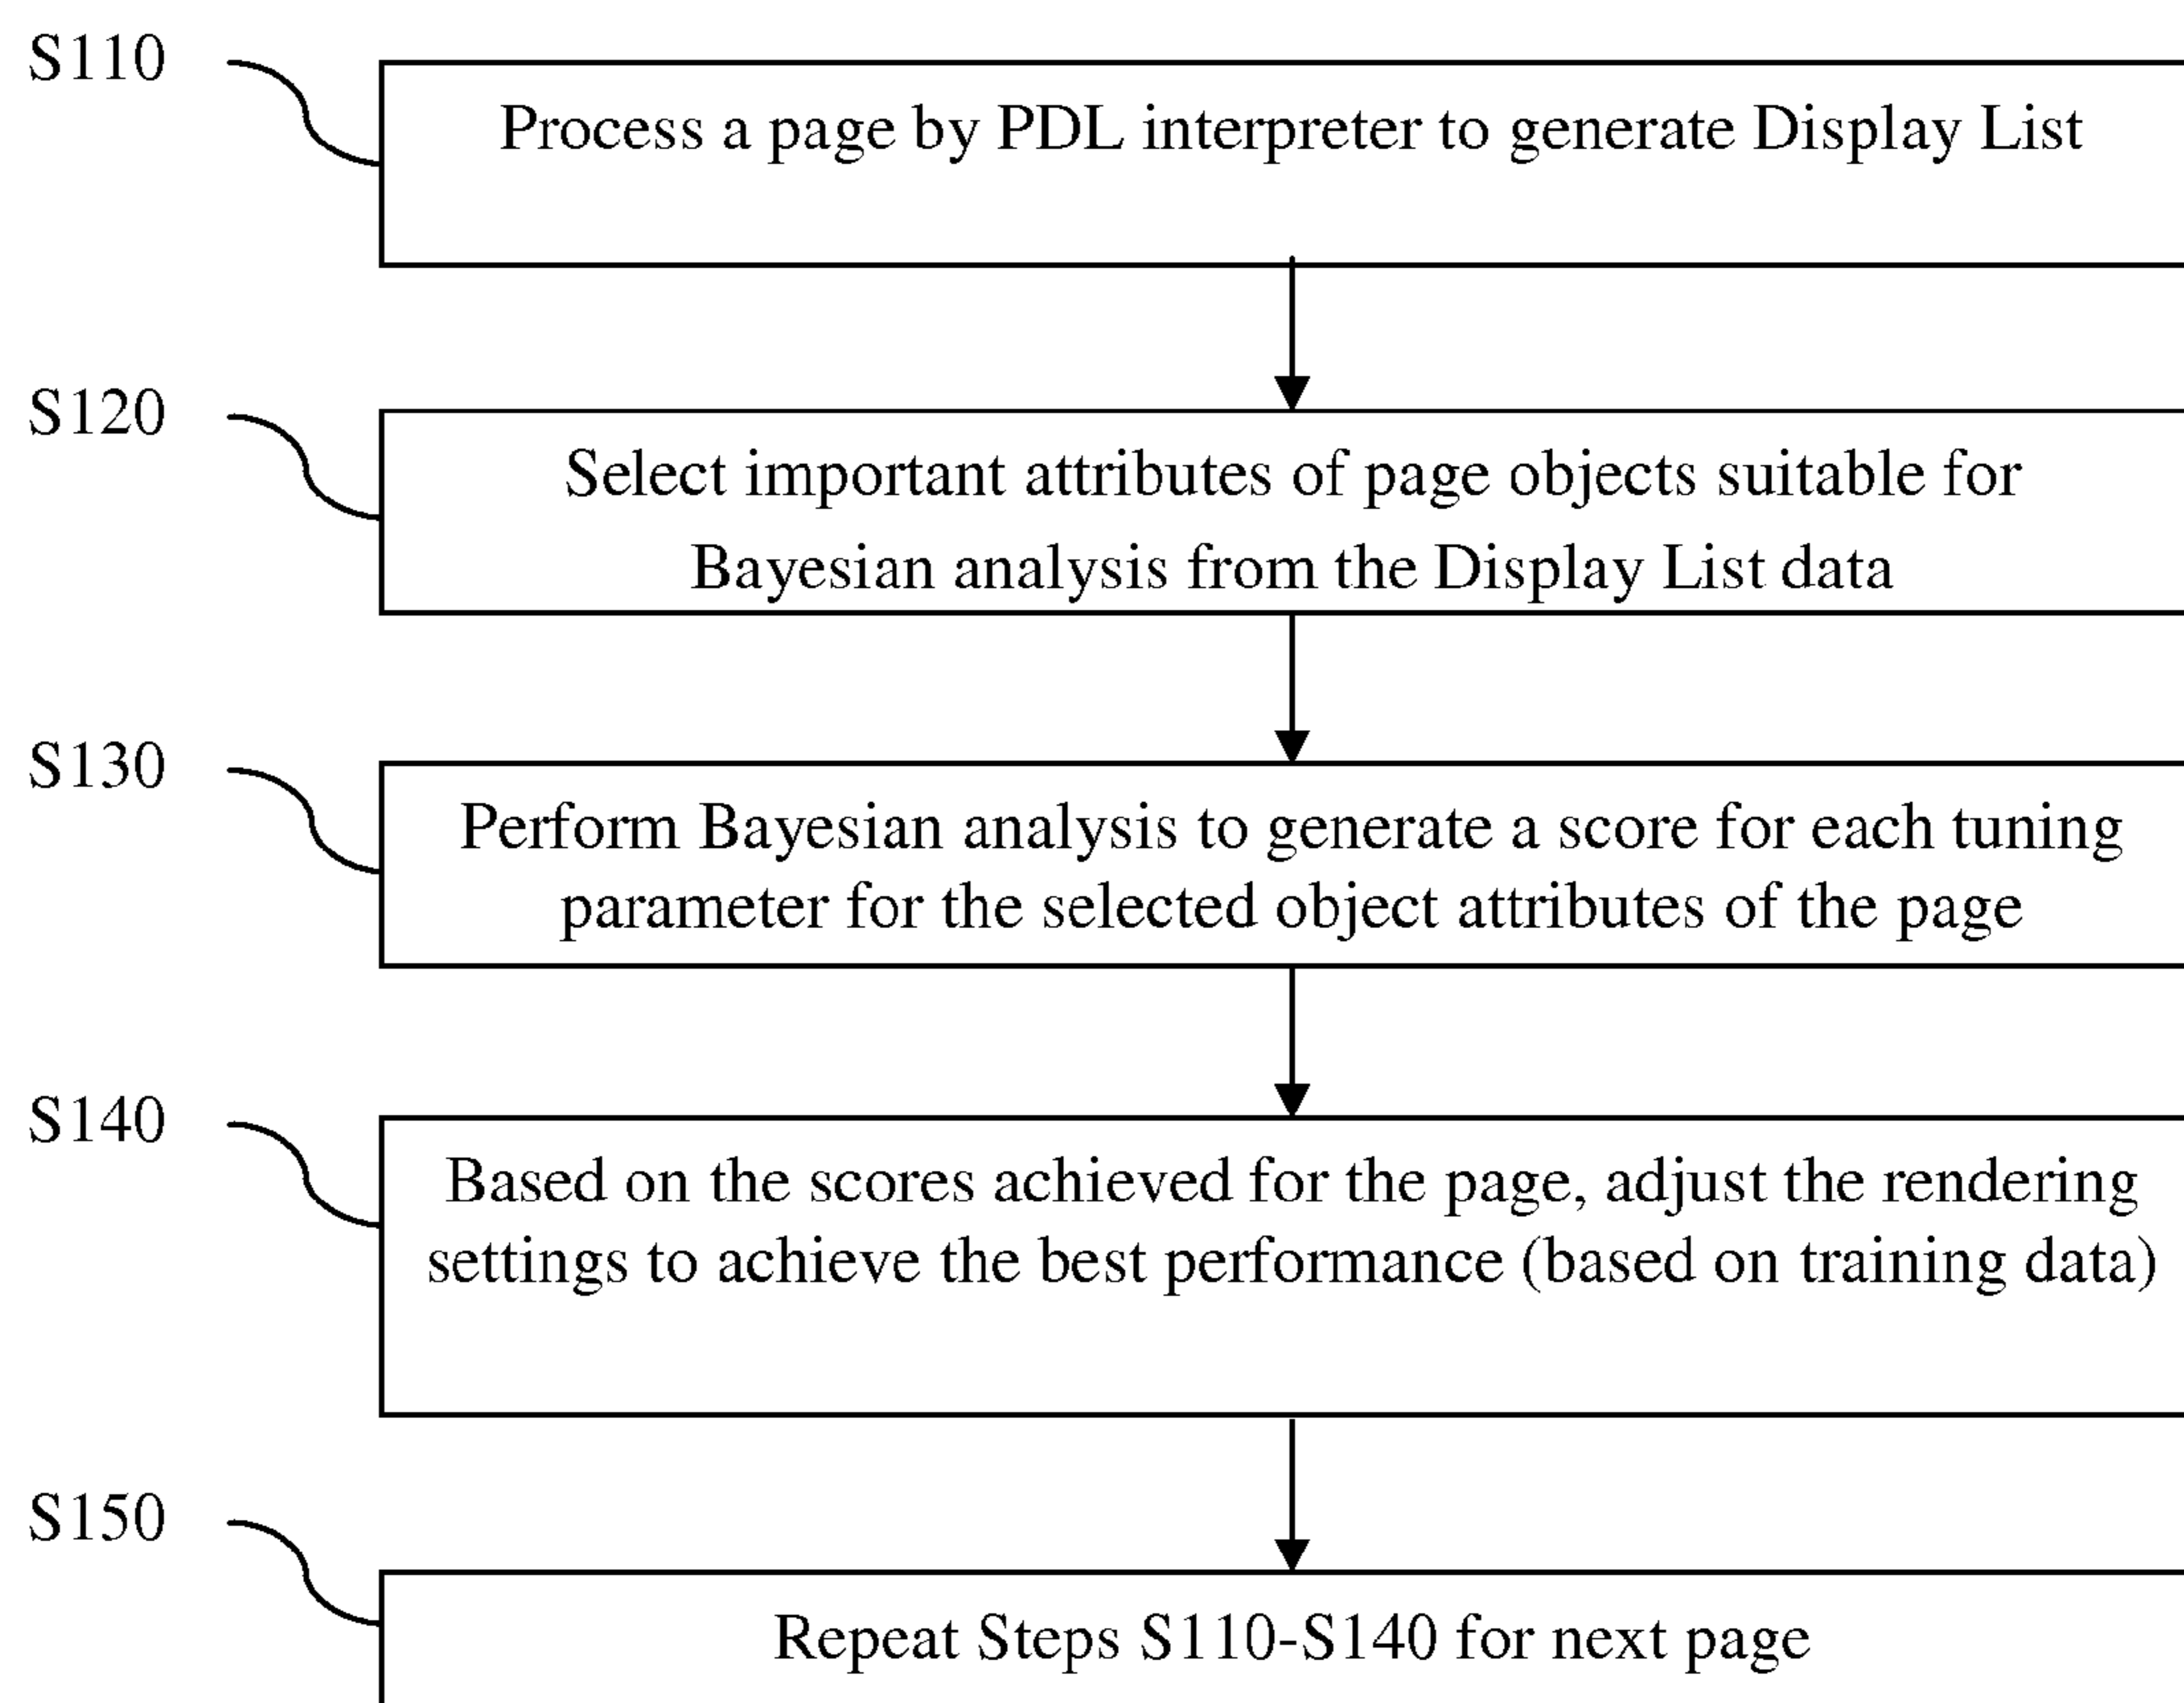 S110
Process a page by PDL interpreter to generate Display List
S120
Select important attributes of page objects suitable for
Bayesian analysis from the Display List data
S130
Perform Bayesian analysis to generate a score for each tuning
parameter for the selected object attributes of the page
S140
Based on the scores achieved for the page, adjust the rendering
settings to achieve the best performance (based on training data)
S150
Repeat Steps S110-S140 for next page